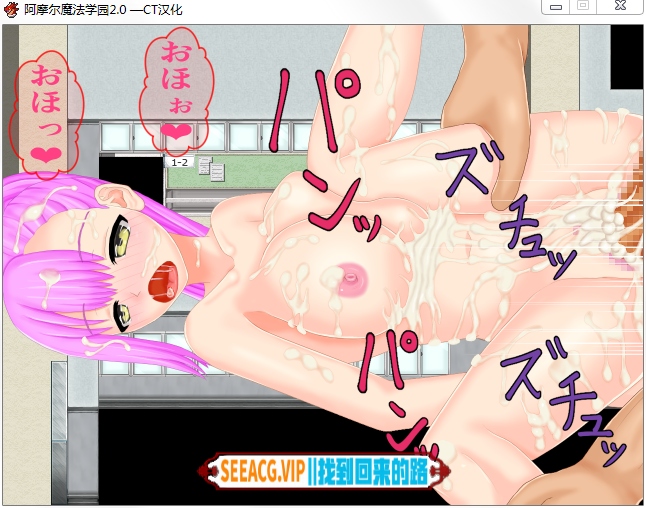 阿摩尔魔法学园2.0 —CT汉化
おほぉ❤
おほっ❤
パンッ
ズチュッ
1-2
パンッ
ズチュッ
SEEACG.VIP||找到回来的路